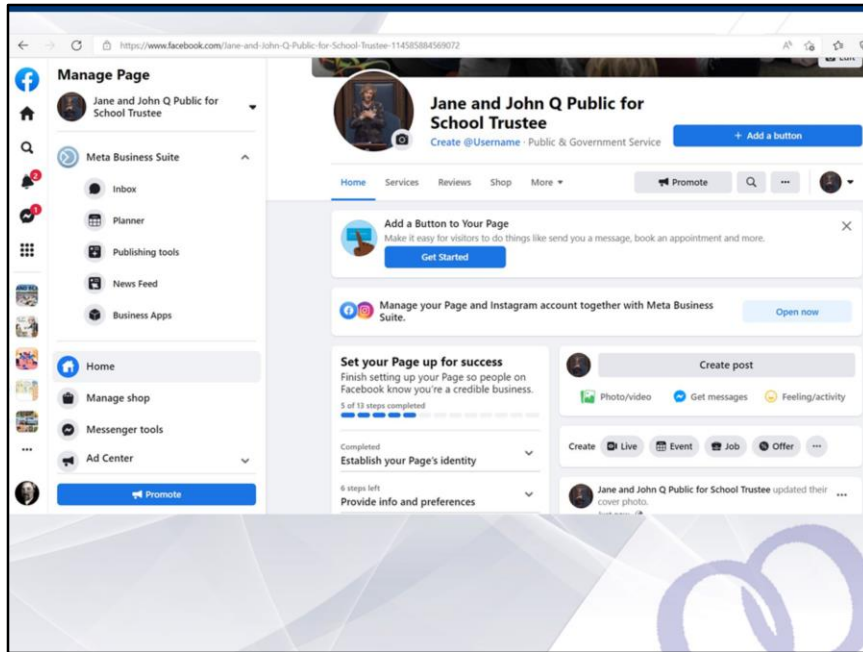 https://www.facebook.com/Jane-and-John-Q-Public-for-School-Trustee-114585884569072
Manage Page
Jane and John Q Public for
School Trustee
Meta Business Suite
Inbox
Planner
Publishing tools
News Feed
Business Apps
Home
Manage shop
Messenger tools
Ad Center
Promote
2
1
Edit
Jane and John Q Public for
School Trustee
Create @Username · Public & Government Service
+ Add a button
Home Services Reviews Shop More
Promote
Add a Button to Your Page
Make it easy for visitors to do things like send you a message, book an appointment and more.
Get Started
Manage your Page and Instagram account together with Meta Business
Suite.
Open now
Set your Page up for success
Finish setting up your Page so people on
Facebook know you're a credible business.
5 of 13 steps completed
Completed
Establish your Page's identity
6 steps left
Provide info and preferences
Create post
Photo/video Get messages Feeling/activity
Create Live Event Job Offer
Jane and John Q Public for School Trustee updated their
cover photo.